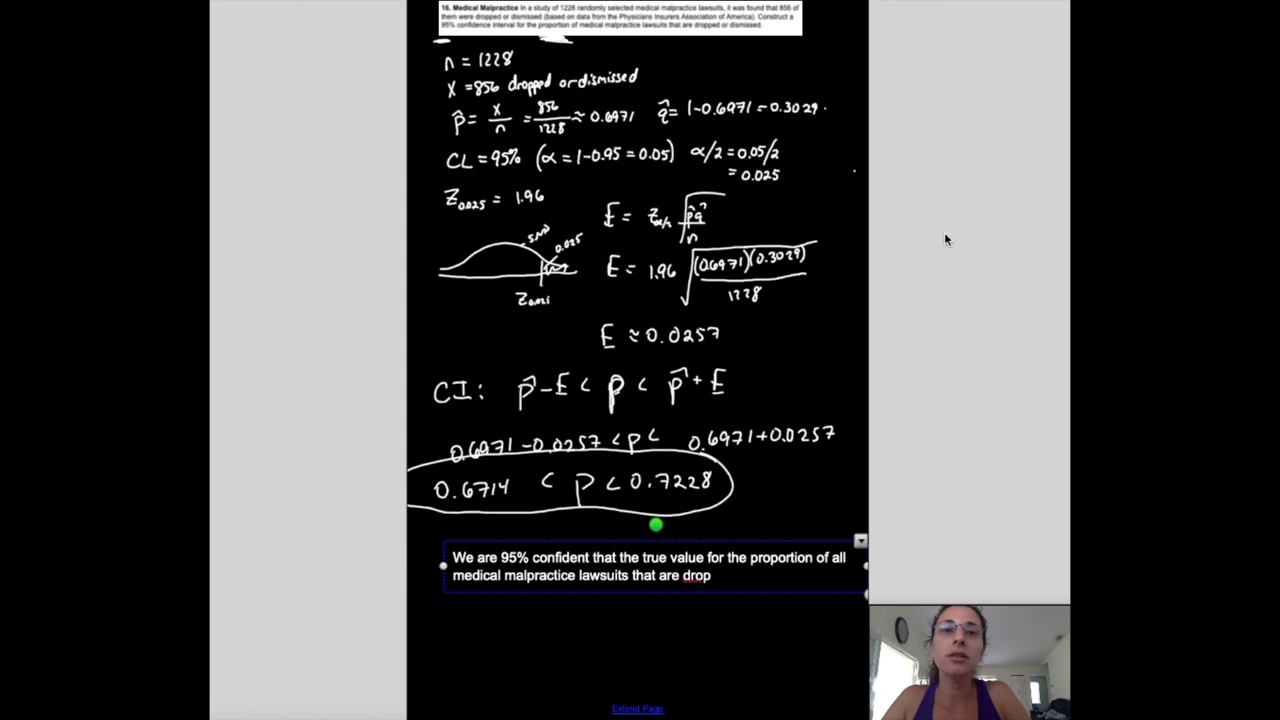 16. Medical Malpractice In a study of 1228 randomly selected medical malpractice lawsuits, it was found that 856 of
them were dropped or dismissed (based on data from the Physicians Insurers Association of America). Construct a
95% confidence interval for the proportion of medical malpractice lawsuits that are dropped or dismissed.
n = 1228
x = 856 dropped or dismissed
p̂ = x/n = 856/1228 ≈ 0.6971 q̂ = 1-0.6971 = 0.3029.
CL = 95% (α = 1-0.95 = 0.05) α/2 = 0.05/2
= 0.025
Z0.025 = 1.96
E = Zα/2 √(p̂q̂/n)
SND
0.025
E = 1.96 √((0.6971)(0.3029)/1228)
Z0.025
E ≈ 0.0257
CI: p̂ - E < p < p̂ + E
0.6971 - 0.0257 < p < 0.6971 + 0.0257
0.6714 < p < 0.7228
We are 95% confident that the true value for the proportion of all
medical malpractice lawsuits that are drop
Extend Page